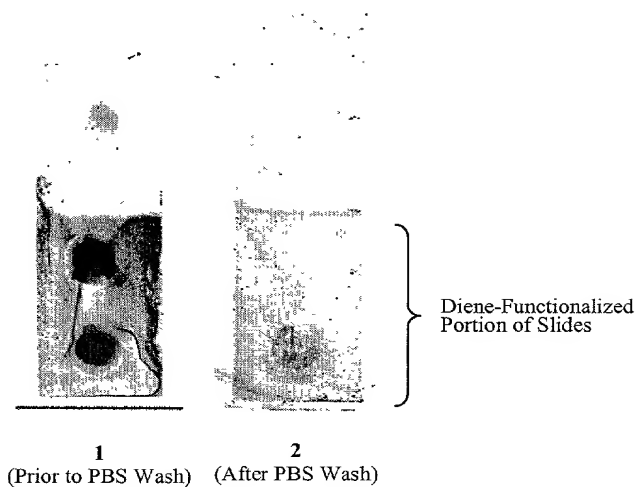 Diene-Functionalized
Portion of Slides
1
(Prior to PBS Wash)
2
(After PBS Wash)